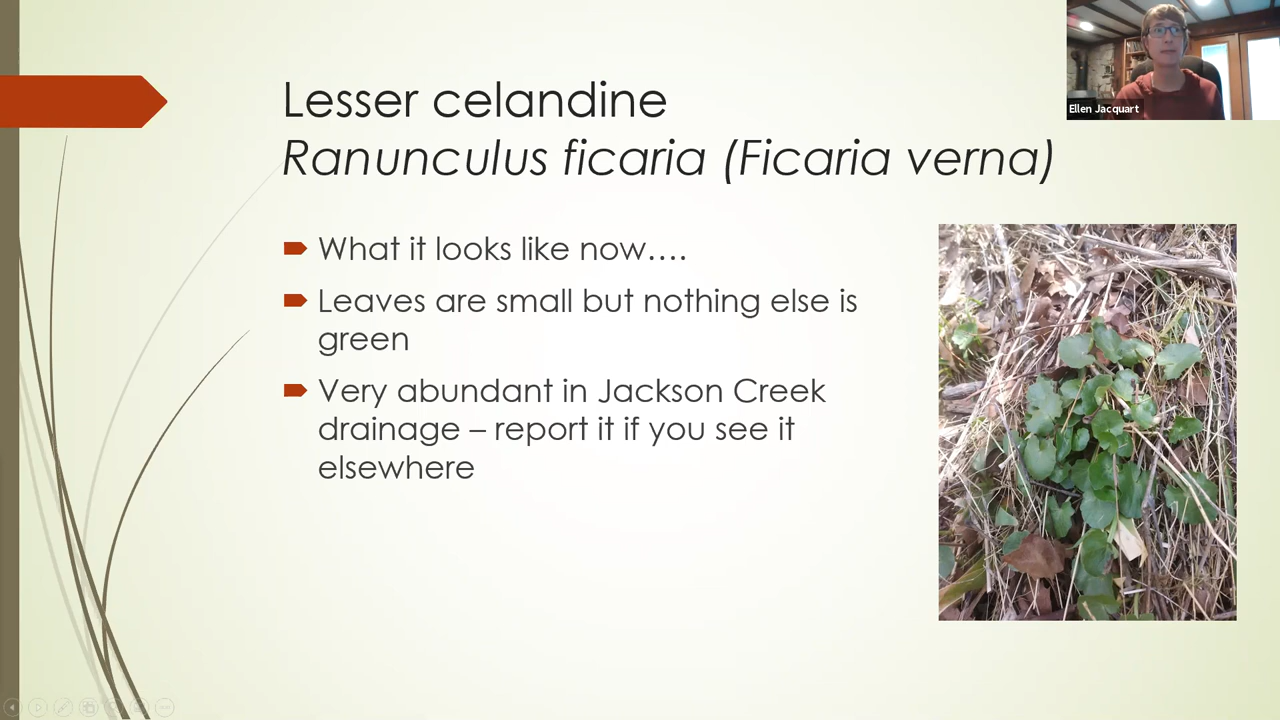 Lesser celandine
Ranunculus ficaria (Ficaria verna)
What it looks like now….
Leaves are small but nothing else is
green
Very abundant in Jackson Creek
drainage – report it if you see it
elsewhere
Ellen Jacquart